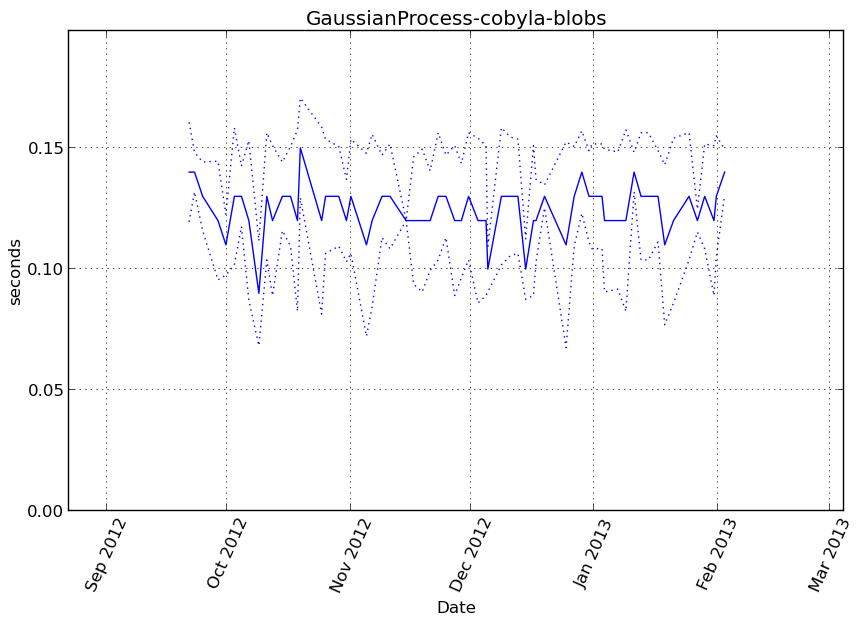 GaussianProcess-cobyla-blobs
seconds
0.15
0.10
0.05
0.00
Sep 2012
Oct 2012
Nov 2012
Dec 2012
Jan 2013
Feb 2013
Mar 2013
Date